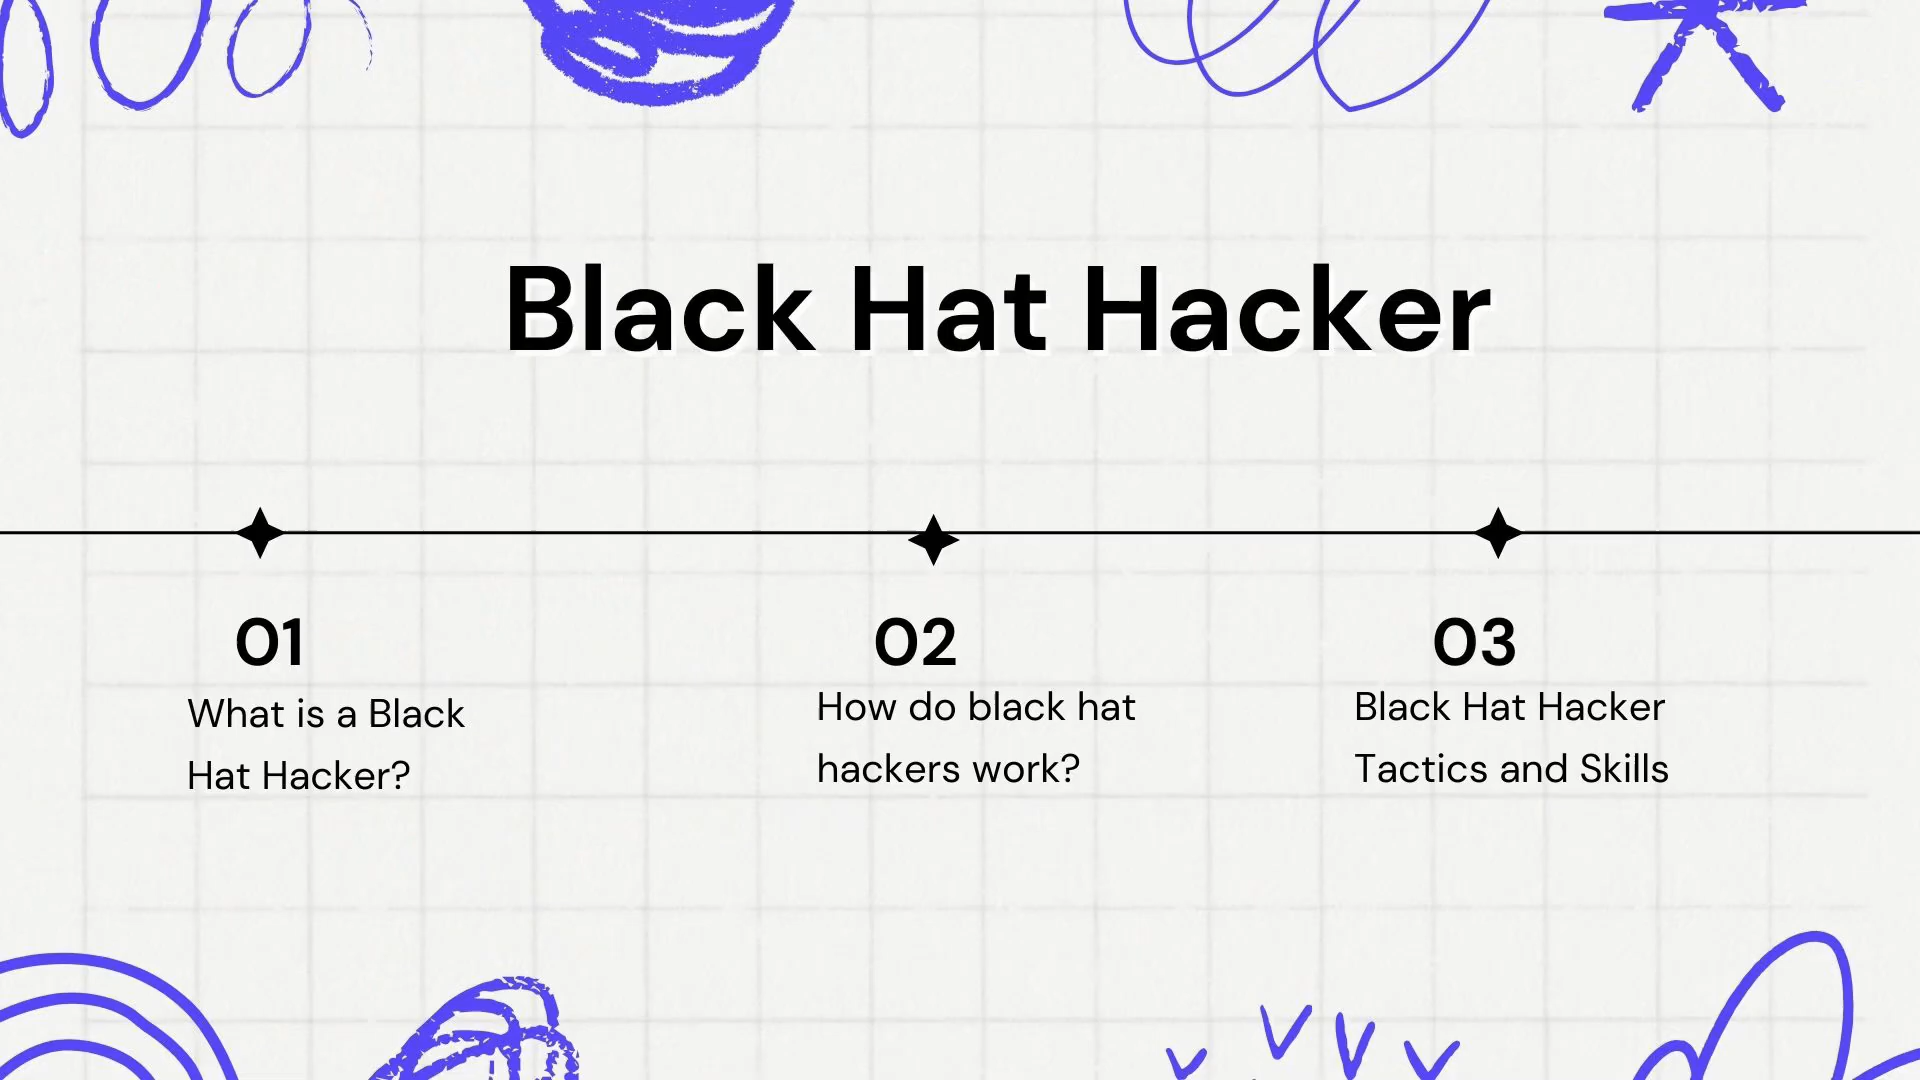 Black Hat Hacker
01
What is a Black
Hat Hacker?
02
How do black hat
hackers work?
03
Black Hat Hacker
Tactics and Skills